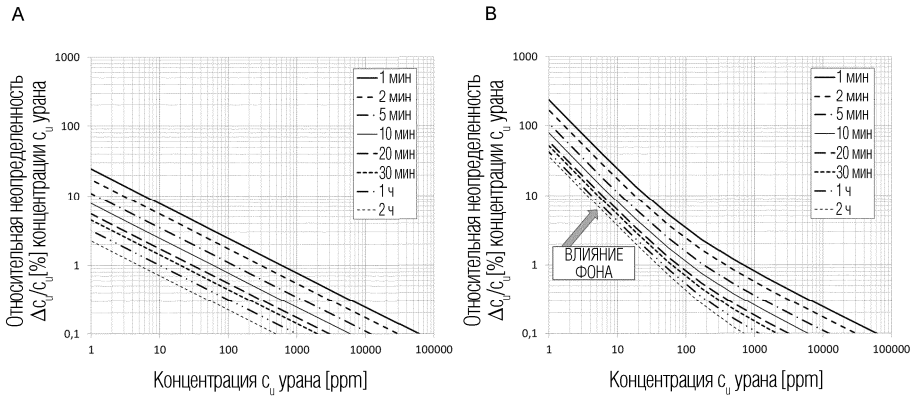 A
1000
100
10
1
0,1
1
10
100
1000
10000
100000
Относительная неопределенность
Δcᵤ/cᵤ[%] концентрации cᵤ урана
Концентрация cᵤ урана [ppm]
1 мин
2 мин
5 мин
10 мин
20 мин
30 мин
1 ч
2 ч
B
1000
100
10
1
0,1
1
10
100
1000
10000
100000
Относительная неопределенность
Δcᵤ/cᵤ[%] концентрации cᵤ урана
Концентрация cᵤ урана [ppm]
1 мин
2 мин
5 мин
10 мин
20 мин
30 мин
1 ч
2 ч
ВЛИЯНИЕ
ФОНА